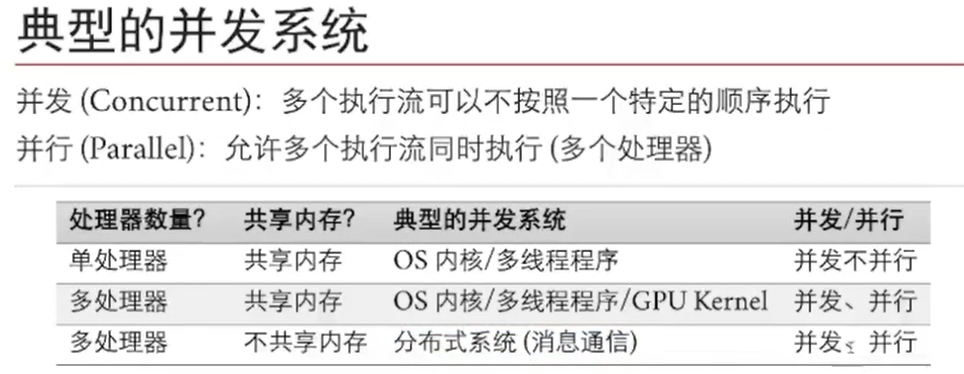 典型的并发系统
并发 (Concurrent)：多个执行流可以不按照一个特定的顺序执行
并行 (Parallel)：允许多个执行流同时执行 (多个处理器)
处理器数量? 共享内存? 典型的并发系统 并发/并行
单处理器 共享内存 OS 内核/多线程程序 并发不并行
多处理器 共享内存 OS 内核/多线程程序/GPU Kernel 并发、并行
多处理器 不共享内存 分布式系统 (消息通信) 并发、并行